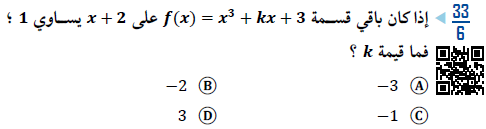 33/6 إذا كان باقي قسمة f(x) = x³ + kx + 3 على x + 2 يساوي 1 ؛
فما قيمة k ؟
A −3 B −2
C −1 D 3